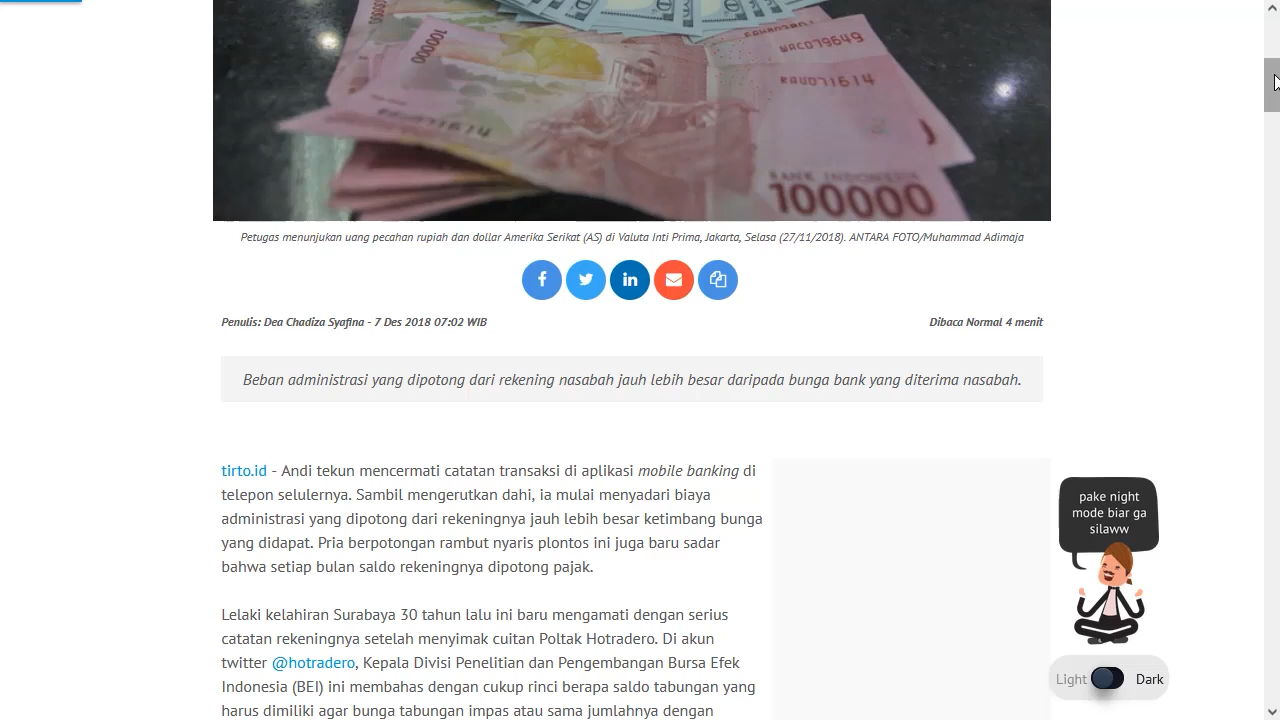 100000
WAC079649
RAU071614
BANK INDONESIA
100000
Petugas menunjukan uang pecahan rupiah dan dollar Amerika Serikat (AS) di Valuta Inti Prima, Jakarta, Selasa (27/11/2018). ANTARA FOTO/Muhammad Adimaja
Penulis: Dea Chadiza Syafina - 7 Des 2018 07:02 WIB
Dibaca Normal 4 menit
Beban administrasi yang dipotong dari rekening nasabah jauh lebih besar daripada bunga bank yang diterima nasabah.
tirto.id - Andi tekun mencermati catatan transaksi di aplikasi mobile banking di
telepon selulernya. Sambil mengerutkan dahi, ia mulai menyadari biaya
administrasi yang dipotong dari rekeningnya jauh lebih besar ketimbang bunga
yang didapat. Pria berpotongan rambut nyaris plontos ini juga baru sadar
bahwa setiap bulan saldo rekeningnya dipotong pajak.
Lelaki kelahiran Surabaya 30 tahun lalu ini baru mengamati dengan serius
catatan rekeningnya setelah menyimak cuitan Poltak Hotradero. Di akun
twitter @hotradero, Kepala Divisi Penelitian dan Pengembangan Bursa Efek
Indonesia (BEI) ini membahas dengan cukup rinci berapa saldo tabungan yang
harus dimiliki agar bunga tabungan impas atau sama jumlahnya dengan
pake night
mode biar ga
silaww
Light
Dark